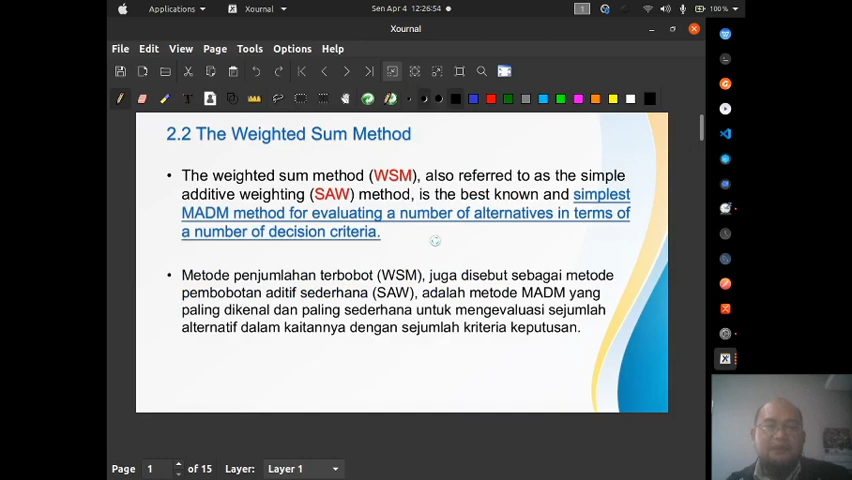 Applications
Xournal
Sen Apr 4 12:26:54
1
100%
Xournal
File Edit View Page Tools Options Help
2.2 The Weighted Sum Method
• The weighted sum method (WSM), also referred to as the simple
additive weighting (SAW) method, is the best known and simplest
MADM method for evaluating a number of alternatives in terms of
a number of decision criteria.
• Metode penjumlahan terbobot (WSM), juga disebut sebagai metode
pembobotan aditif sederhana (SAW), adalah metode MADM yang
paling dikenal dan paling sederhana untuk mengevaluasi sejumlah
alternatif dalam kaitannya dengan sejumlah kriteria keputusan.
Page 1 of 15 Layer: Layer 1